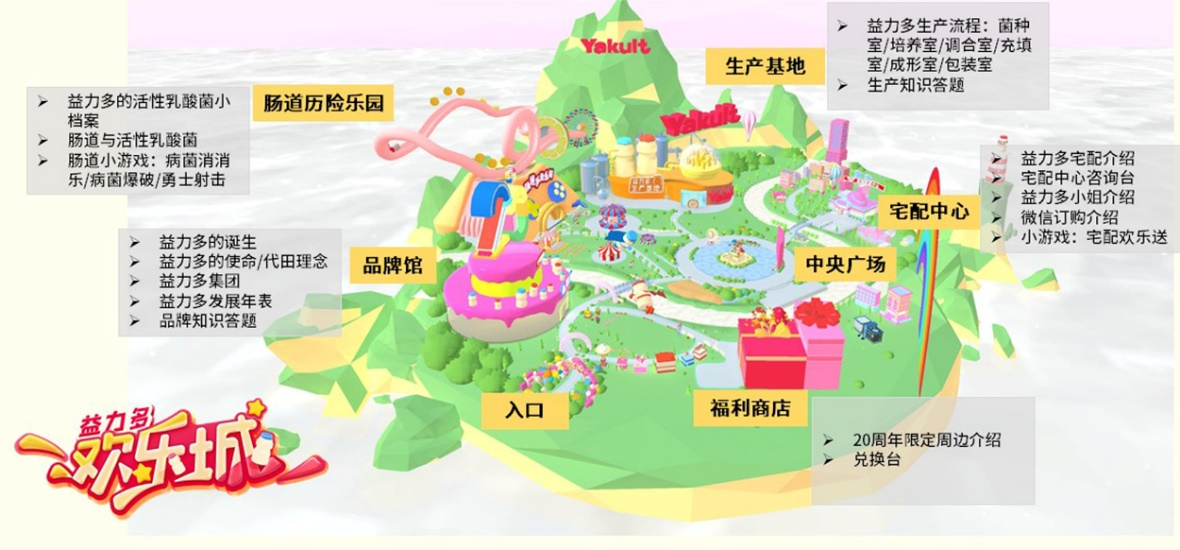 Yakult
生产基地
➢ 益力多生产流程：菌种
室/培养室/调合室/充填
室/成形室/包装室
➢ 生产知识答题
肠道历险乐园
➢ 益力多的活性乳酸菌小
档案
➢ 肠道与活性乳酸菌
➢ 肠道小游戏：病菌消消
乐/病菌爆破/勇士射击
Yakult
宅配中心
➢ 益力多宅配介绍
➢ 宅配中心咨询台
➢ 益力多小姐介绍
➢ 微信订购介绍
➢ 小游戏：宅配欢乐送
品牌馆
➢ 益力多的诞生
➢ 益力多的使命/代田理念
➢ 益力多集团
➢ 益力多发展年表
➢ 品牌知识答题
中央广场
入口
福利商店
➢ 20周年限定周边介绍
➢ 兑换台
益力多
欢乐城